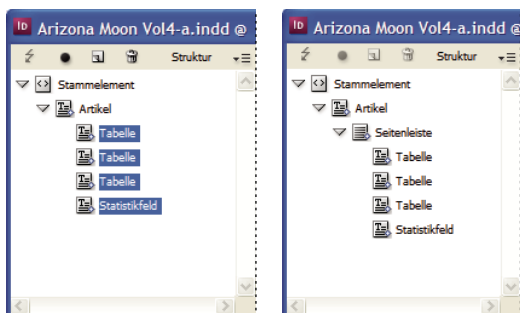 Arizona Moon Vol4-a.indd @
Struktur
Stammelement
Artikel
Tabelle
Tabelle
Tabelle
Statistikfeld
Arizona Moon Vol4-a.indd @
Struktur
Stammelement
Artikel
Seitenleiste
Tabelle
Tabelle
Tabelle
Statistikfeld